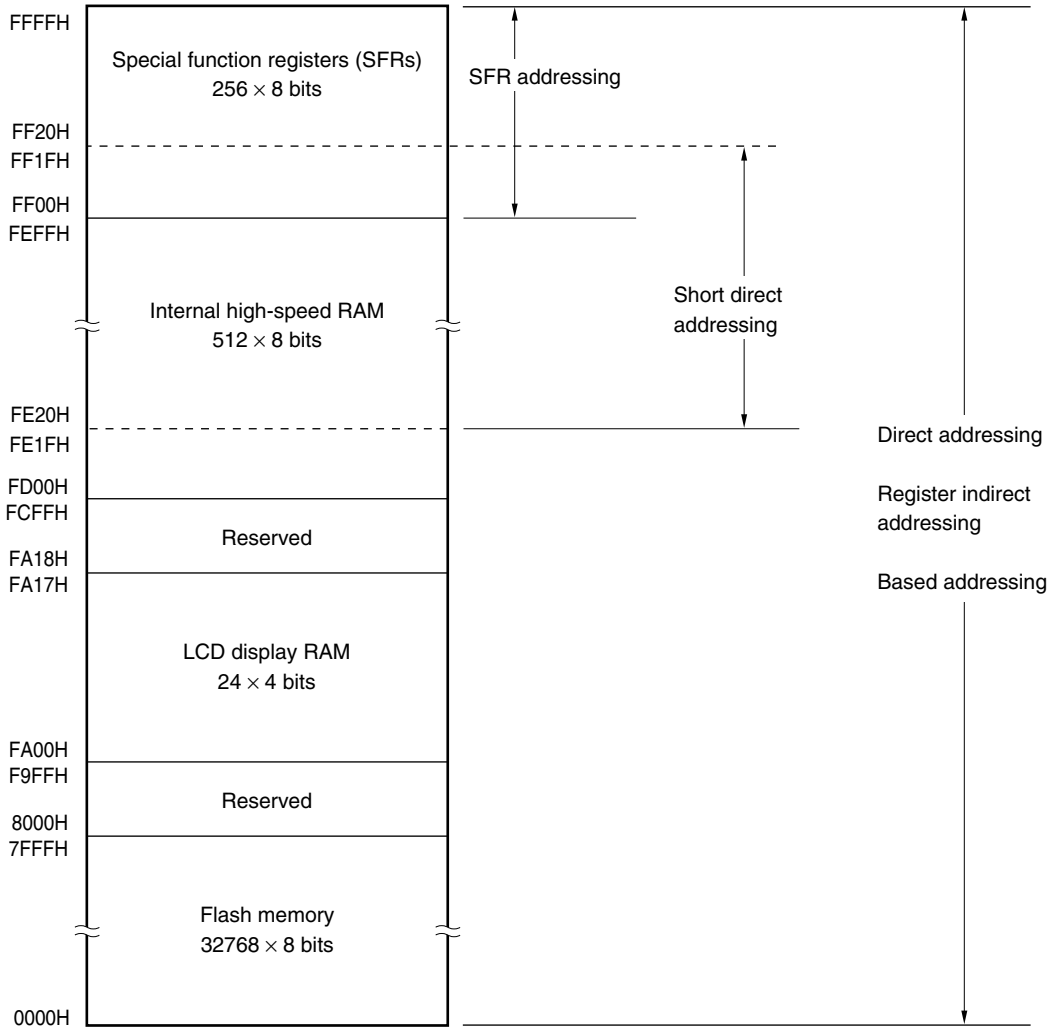 FFFFH
Special function registers (SFRs)
256 × 8 bits
SFR addressing
FF20H
FF1FH
FF00H
FEFFH
Internal high-speed RAM
512 × 8 bits
Short direct
addressing
FE20H
FE1FH
Direct addressing
Register indirect
addressing
Based addressing
FD00H
FCFFH
Reserved
FA18H
FA17H
LCD display RAM
24 × 4 bits
FA00H
F9FFH
Reserved
8000H
7FFFH
Flash memory
32768 × 8 bits
0000H